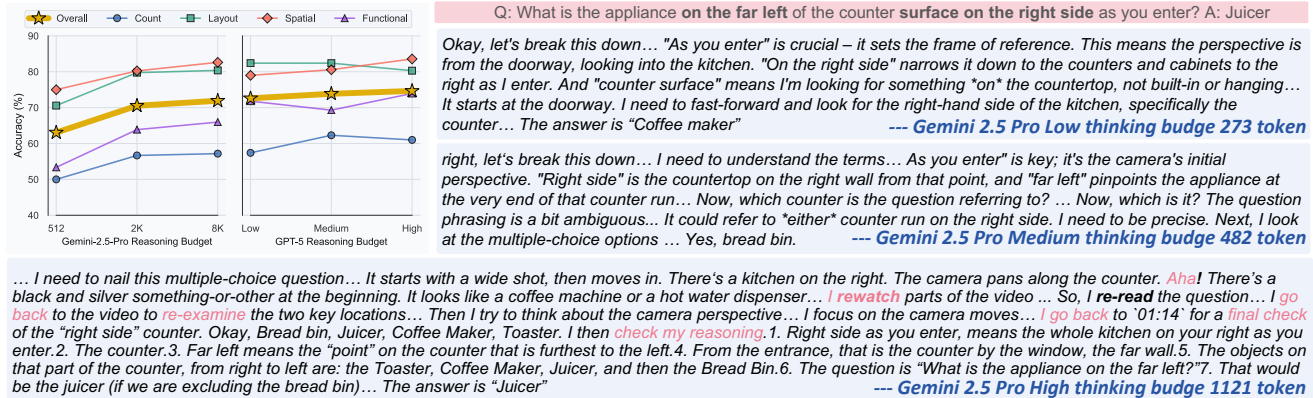 Overall Count Layout Spatial Functional
90
80
70
60
50
40
Accuracy (%)
512 2K 8K
Gemini-2.5-Pro Reasoning Budget
Low Medium High
GPT-5 Reasoning Budget
Q: What is the appliance on the far left of the counter surface on the right side as you enter? A: Juicer
Okay, let's break this down… "As you enter" is crucial – it sets the frame of reference. This means the perspective is
from the doorway, looking into the kitchen. "On the right side" narrows it down to the counters and cabinets to the
right as I enter. And "counter surface" means I'm looking for something *on* the countertop, not built-in or hanging…
It starts at the doorway. I need to fast-forward and look for the right-hand side of the kitchen, specifically the
counter… The answer is “Coffee maker”
--- Gemini 2.5 Pro Low thinking budge 273 token
right, let‘s break this down… I need to understand the terms… As you enter" is key; it's the camera's initial
perspective. "Right side" is the countertop on the right wall from that point, and "far left" pinpoints the appliance at
the very end of that counter run… Now, which counter is the question referring to? … Now, which is it? The question
phrasing is a bit ambiguous... It could refer to *either* counter run on the right side. I need to be precise. Next, I look
at the multiple-choice options … Yes, bread bin.
--- Gemini 2.5 Pro Medium thinking budge 482 token
… I need to nail this multiple-choice question… It starts with a wide shot, then moves in. There‘s a kitchen on the right. The camera pans along the counter. Aha! There’s a
black and silver something-or-other at the beginning. It looks like a coffee machine or a hot water dispenser… I rewatch parts of the video ... So, I re-read the question… I go
back to the video to re-examine the two key locations… Then I try to think about the camera perspective… I focus on the camera moves… I go back to `01:14` for a final check
of the “right side” counter. Okay, Bread bin, Juicer, Coffee Maker, Toaster. I then check my reasoning.1. Right side as you enter, means the whole kitchen on your right as you
enter.2. The counter.3. Far left means the “point” on the counter that is furthest to the left.4. From the entrance, that is the counter by the window, the far wall.5. The objects on
that part of the counter, from right to left are: the Toaster, Coffee Maker, Juicer, and then the Bread Bin.6. The question is “What is the appliance on the far left?”7. That would
be the juicer (if we are excluding the bread bin)… The answer is “Juicer”
--- Gemini 2.5 Pro High thinking budge 1121 token